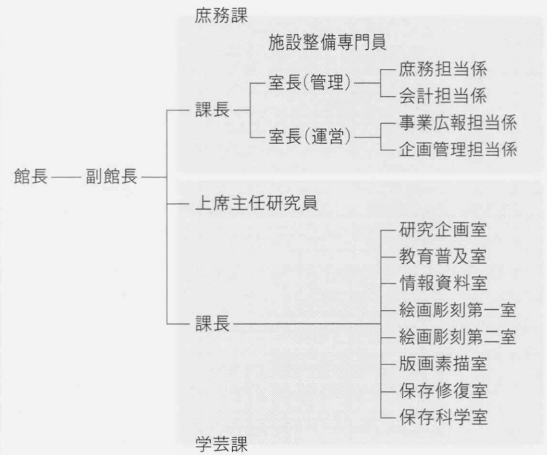 庶務課
施設整備専門員
室長(管理)
庶務担当係
会計担当係
課長
室長(運営)
事業広報担当係
企画管理担当係
館長
副館長
上席主任研究員
課長
研究企画室
教育普及室
情報資料室
絵画彫刻第一室
絵画彫刻第二室
版画素描室
保存修復室
保存科学室
学芸課